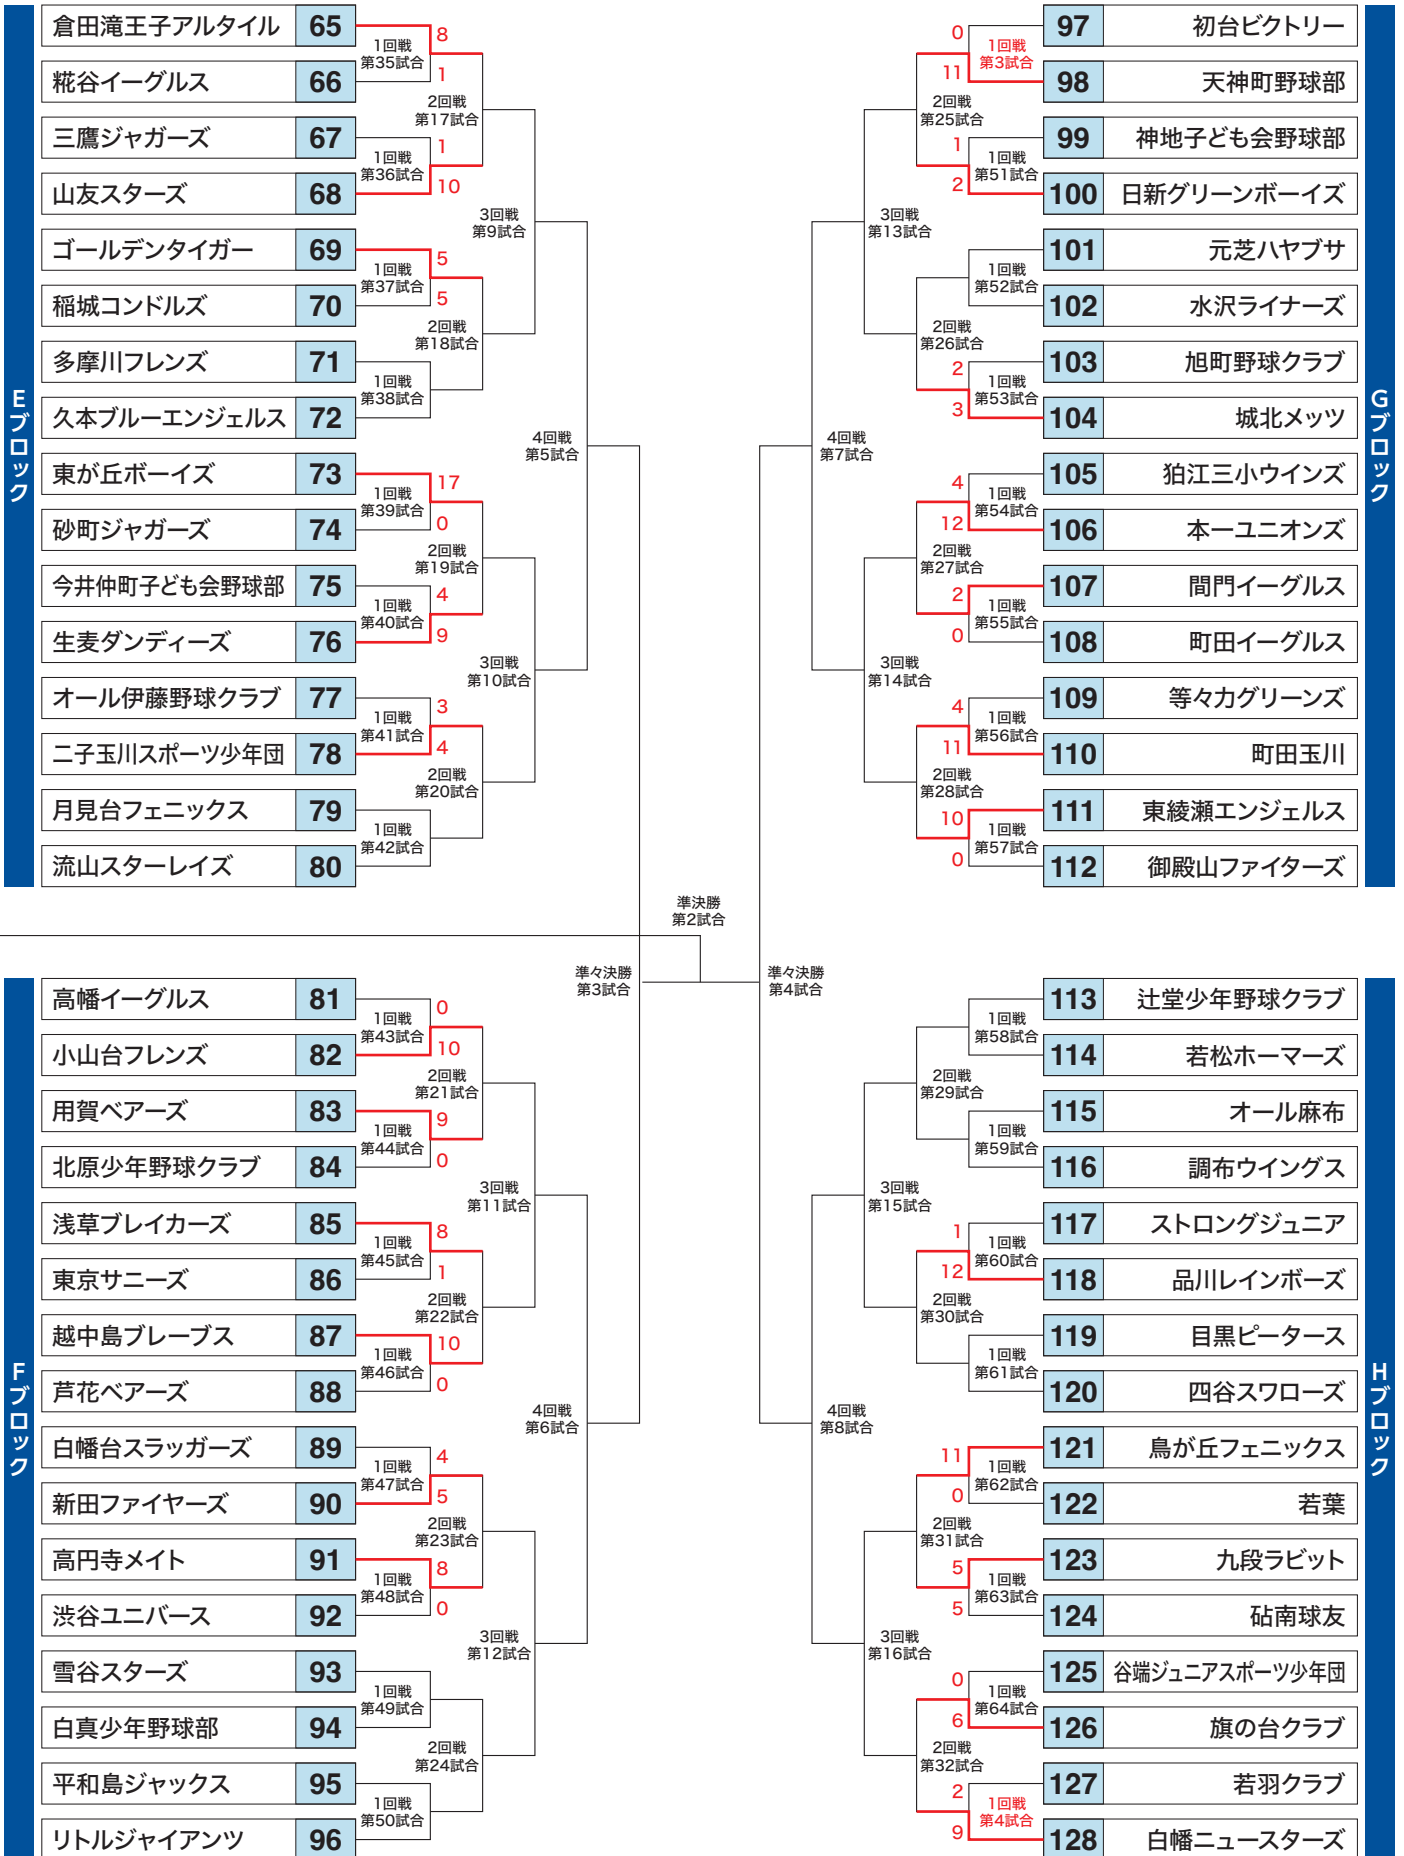 Eブロック
倉田滝王子アルタイル 65
糀谷イーグルス 66
三鷹ジャガーズ 67
山友スターズ 68
ゴールデンタイガー 69
稲城コンドルズ 70
多摩川フレンズ 71
久本ブルーエンジェルス 72
東が丘ボーイズ 73
砂町ジャガーズ 74
今井仲町子ども会野球部 75
生麦ダンディーズ 76
オール伊藤野球クラブ 77
二子玉川スポーツ少年団 78
月見台フェニックス 79
流山スターレイズ 80
1回戦
第35試合
8
1
1回戦
第36試合
1
10
1回戦
第37試合
5
5
1回戦
第38試合
1回戦
第39試合
17
0
1回戦
第40試合
4
9
1回戦
第41試合
3
4
1回戦
第42試合
2回戦
第17試合
2回戦
第18試合
2回戦
第19試合
2回戦
第20試合
3回戦
第9試合
3回戦
第10試合
4回戦
第5試合
Gブロック
97 初台ビクトリー
98 天神町野球部
99 神地子ども会野球部
100 日新グリーンボーイズ
101 元芝ハヤブサ
102 水沢ライナーズ
103 旭町野球クラブ
104 城北メッツ
105 狛江三小ウインズ
106 本一ユニオンズ
107 間門イーグルス
108 町田イーグルス
109 等々力グリーンズ
110 町田玉川
111 東綾瀬エンジェルス
112 御殿山ファイターズ
1回戦
第3試合
0
11
1回戦
第51試合
1
2
1回戦
第52試合
1回戦
第53試合
2
3
1回戦
第54試合
4
12
1回戦
第55試合
2
0
1回戦
第56試合
4
11
1回戦
第57試合
10
0
2回戦
第25試合
2回戦
第26試合
2回戦
第27試合
2回戦
第28試合
3回戦
第13試合
3回戦
第14試合
4回戦
第7試合
準決勝
第2試合
準々決勝
第3試合
準々決勝
第4試合
Fブロック
高幡イーグルス 81
小山台フレンズ 82
用賀ベアーズ 83
北原少年野球クラブ 84
浅草ブレイカーズ 85
東京サニーズ 86
越中島ブレーブス 87
芦花ベアーズ 88
白幡台スラッガーズ 89
新田ファイヤーズ 90
高円寺メイト 91
渋谷ユニバース 92
雪谷スターズ 93
白真少年野球部 94
平和島ジャックス 95
リトルジャイアンツ 96
1回戦
第43試合
0
10
1回戦
第44試合
9
0
1回戦
第45試合
8
1
1回戦
第46試合
10
0
1回戦
第47試合
4
5
1回戦
第48試合
8
0
1回戦
第49試合
1回戦
第50試合
2回戦
第21試合
2回戦
第22試合
2回戦
第23試合
2回戦
第24試合
3回戦
第11試合
3回戦
第12試合
4回戦
第6試合
Hブロック
113 辻堂少年野球クラブ
114 若松ホーマーズ
115 オール麻布
116 調布ウイングス
117 ストロングジュニア
118 品川レインボーズ
119 目黒ピータース
120 四谷スワローズ
121 鳥が丘フェニックス
122 若葉
123 九段ラビット
124 砧南球友
125 谷端ジュニアスポーツ少年団
126 旗の台クラブ
127 若羽クラブ
128 白幡ニュースターズ
1回戦
第58試合
1回戦
第59試合
1回戦
第60試合
1
12
1回戦
第61試合
1回戦
第62試合
11
0
1回戦
第63試合
5
5
1回戦
第64試合
0
6
1回戦
第4試合
2
9
2回戦
第29試合
2回戦
第30試合
2回戦
第31試合
2回戦
第32試合
3回戦
第15試合
3回戦
第16試合
4回戦
第8試合